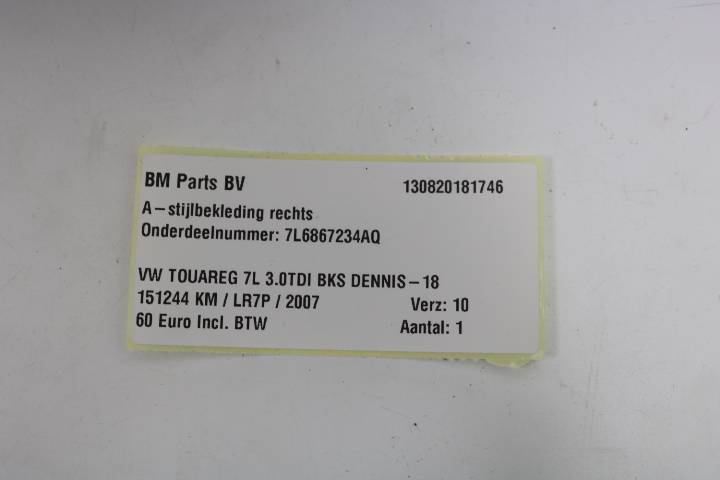 BM Parts BV 130820181746
A-stijlbekleding rechts
Onderdeelnummer: 7L6867234AQ
VW TOUAREG 7L 3.0TDI BKS DENNIS-18
151244 KM / LR7P / 2007 Verz: 10
60 Euro Incl. BTW Aantal: 1